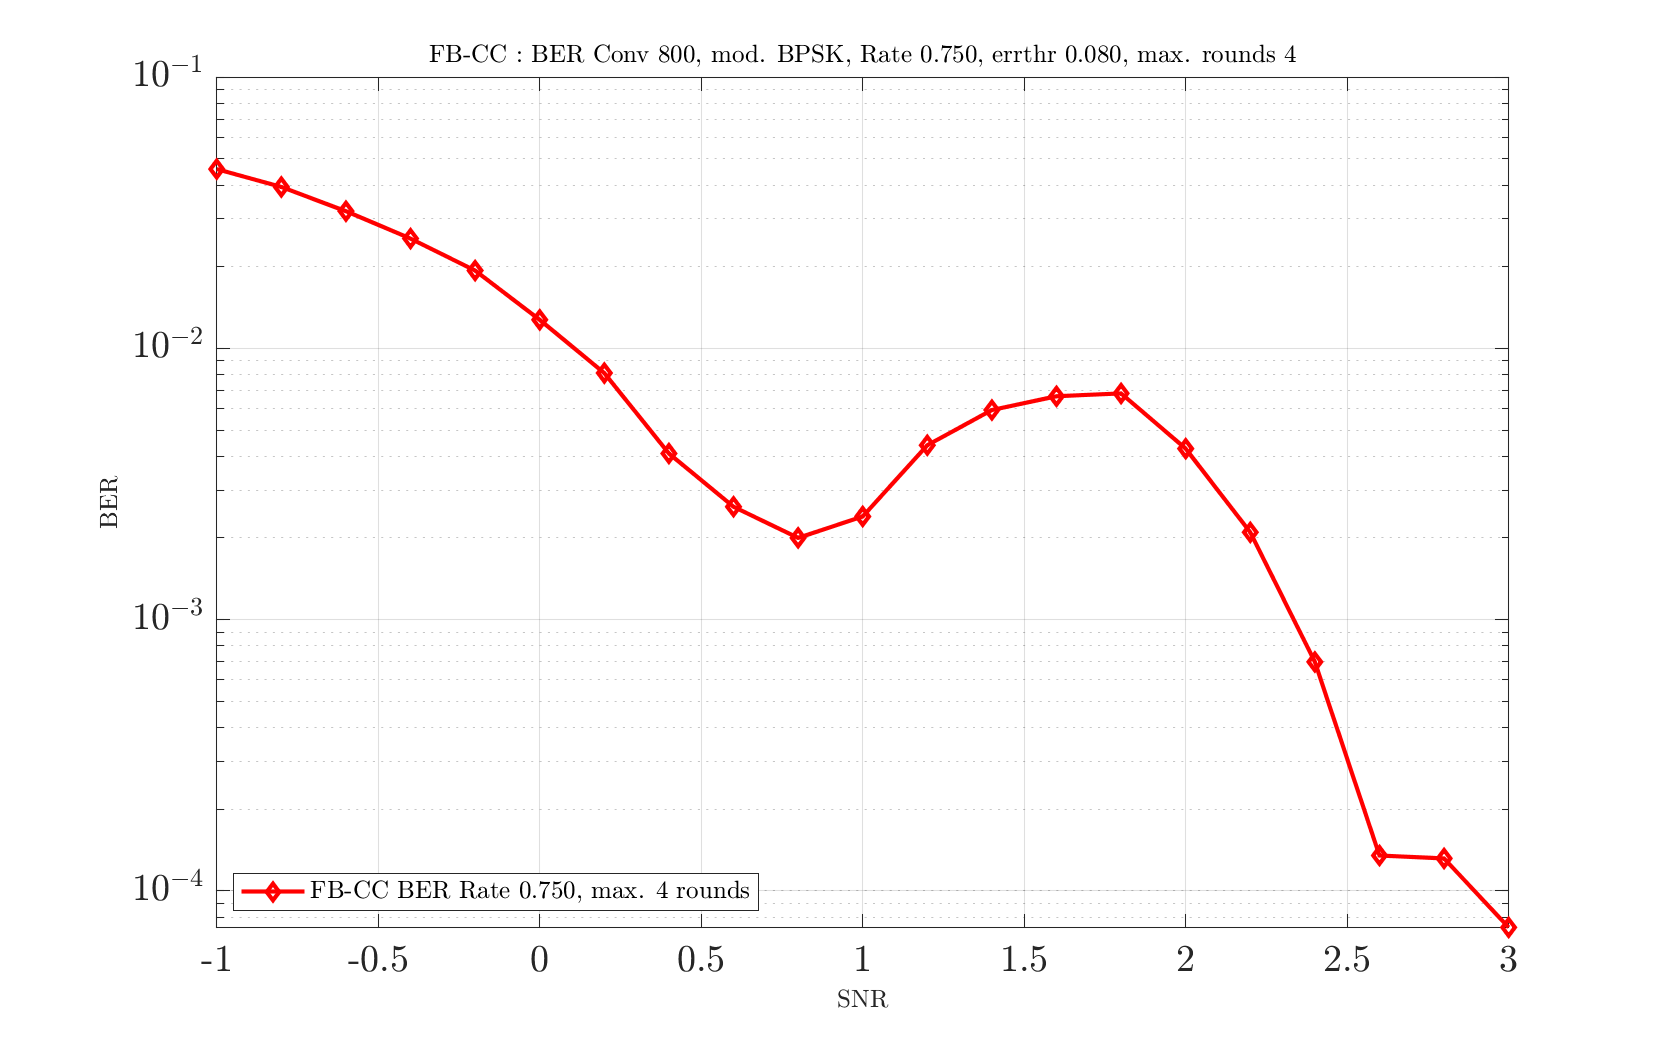 FB-CC : BER Conv 800, mod. BPSK, Rate 0.750, errthr 0.080, max. rounds 4
10^{-1}
10^{-2}
10^{-3}
10^{-4}
BER
FB-CC BER Rate 0.750, max. 4 rounds
-1 -0.5 0 0.5 1 1.5 2 2.5 3
SNR